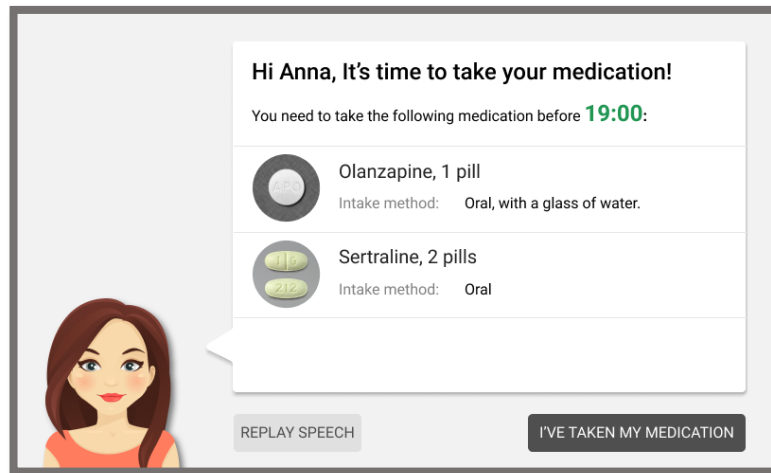 Hi Anna, It's time to take your medication!
You need to take the following medication before 19:00:
APO
Olanzapine, 1 pill
Intake method: Oral, with a glass of water.
Sertraline, 2 pills
212
Intake method: Oral
REPLAY SPEECH
I'VE TAKEN MY MEDICATION